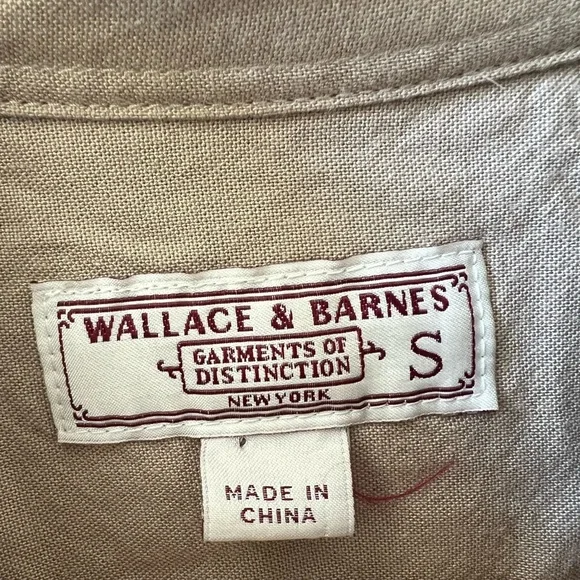 WALLACE & BARNES
GARMENTS OF
DISTINCTION
NEW YORK
S
MADE IN
CHINA